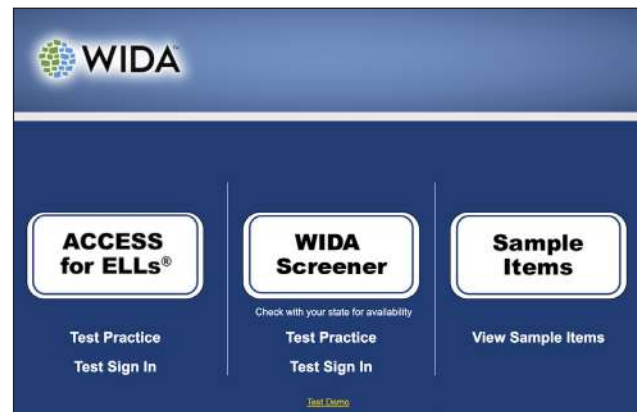 WIDA™
ACCESS
for ELLs®
Test Practice
Test Sign In
WIDA
Screener
Check with your state for availability
Test Practice
Test Sign In
Sample
Items
View Sample Items
Test Demo